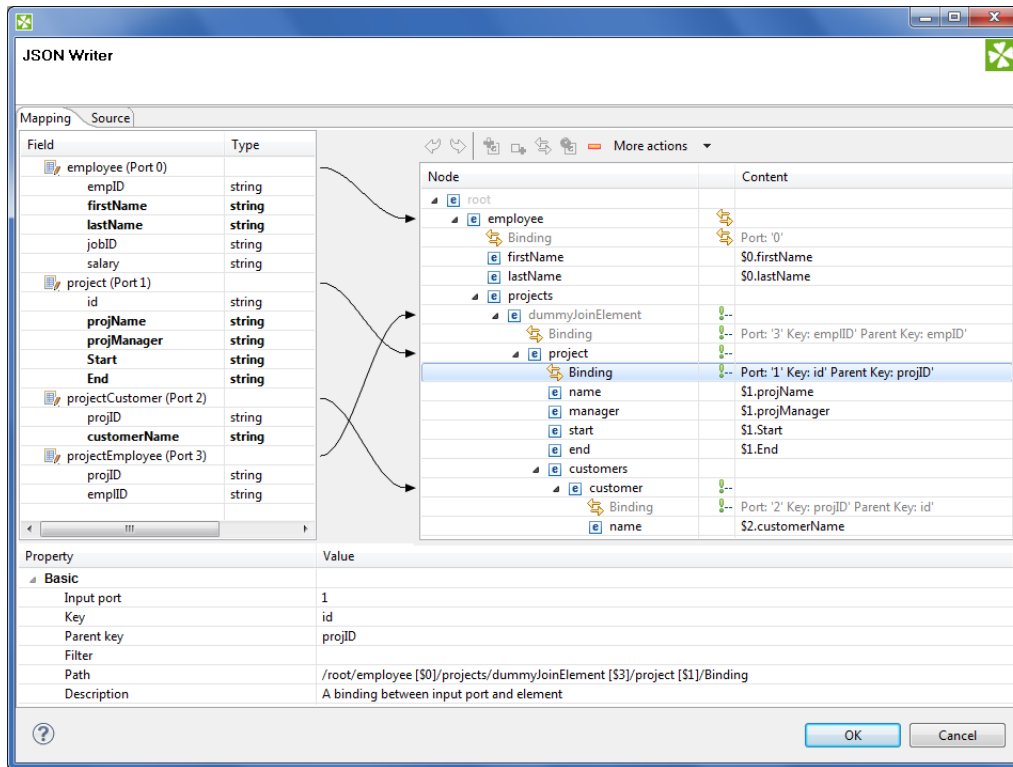 JSON Writer
Mapping Source
Field Type
employee (Port 0)
empID string
firstName string
lastName string
jobID string
salary string
project (Port 1)
id string
projName string
projManager string
Start string
End string
projectCustomer (Port 2)
projID string
customerName string
projectEmployee (Port 3)
projID string
emplID string
More actions
Node Content
root
employee
Binding Port: '0'
firstName $0.firstName
lastName $0.lastName
projects
dummyJoinElement
Binding Port: '3' Key: emplID' Parent Key: empID'
project
Binding Port: '1' Key: id' Parent Key: projID'
name $1.projName
manager $1.projManager
start $1.Start
end $1.End
customers
customer
Binding Port: '2' Key: projID' Parent Key: id'
name $2.customerName
Property Value
Basic
Input port 1
Key id
Parent key projID
Filter
Path /root/employee [$0]/projects/dummyJoinElement [$3]/project [$1]/Binding
Description A binding between input port and element
OK Cancel